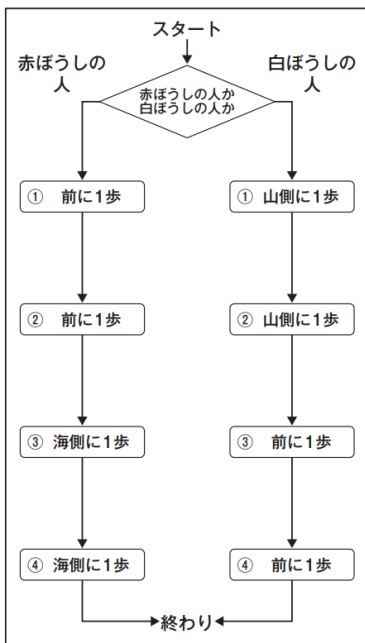 スタート
赤ぼうしの
人
白ぼうしの
人
赤ぼうしの人か
白ぼうしの人か
① 前に1歩
① 山側に1歩
② 前に1歩
② 山側に1歩
③ 海側に1歩
③ 前に1歩
④ 海側に1歩
④ 前に1歩
終わり